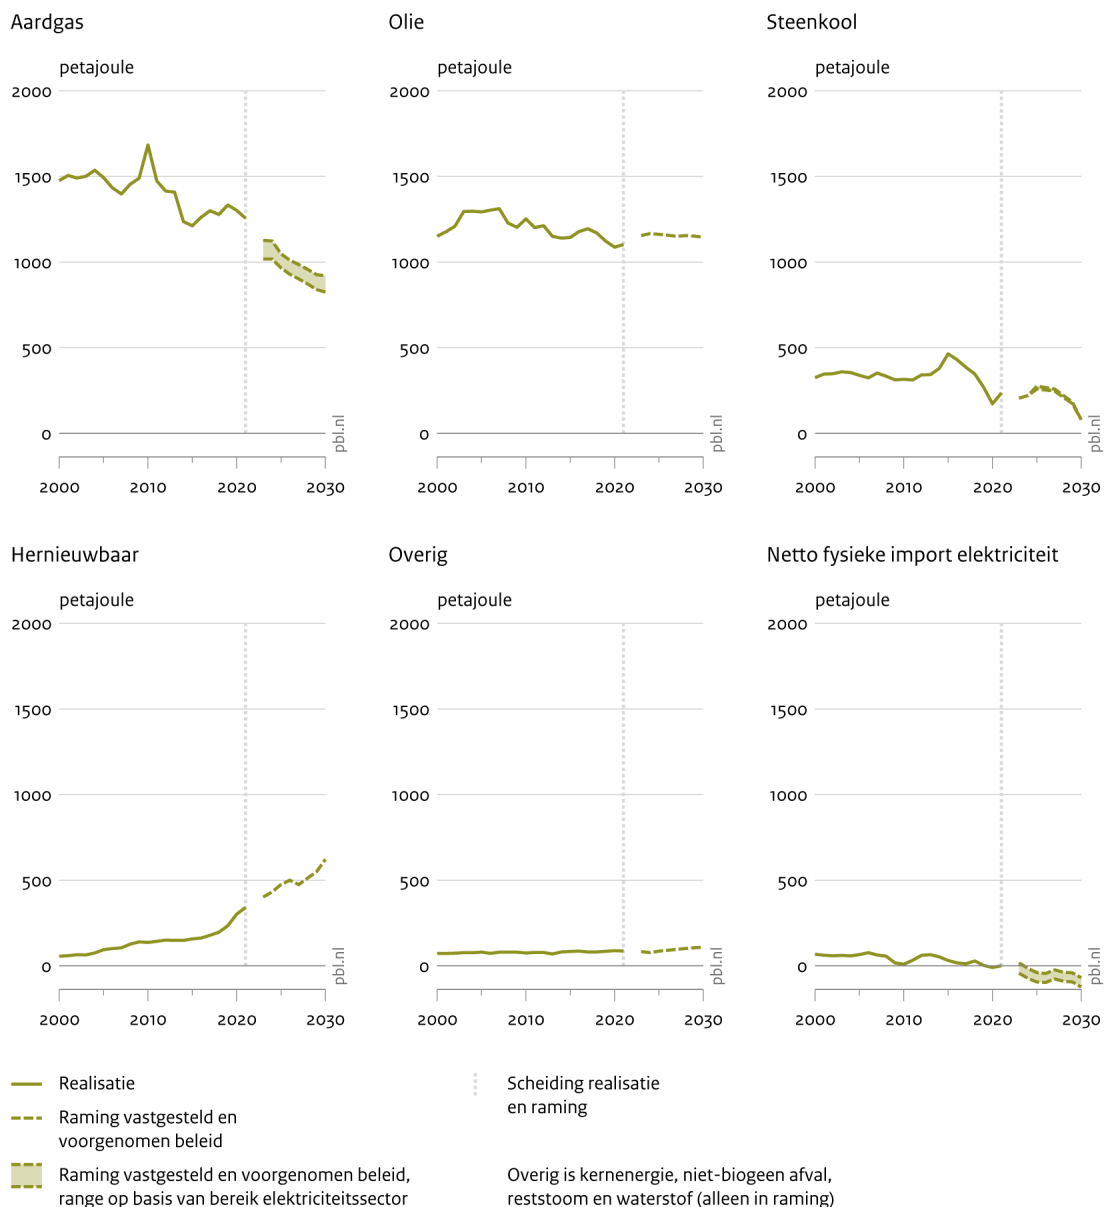 Aardgas
petajoule
2000
1500
1000
500
0
pbl.nl
2000 2010 2020 2030
Olie
petajoule
2000
1500
1000
500
0
pbl.nl
2000 2010 2020 2030
Steenkool
petajoule
2000
1500
1000
500
0
pbl.nl
2000 2010 2020 2030
Hernieuwbaar
petajoule
2000
1500
1000
500
0
pbl.nl
2000 2010 2020 2030
Overig
petajoule
2000
1500
1000
500
0
pbl.nl
2000 2010 2020 2030
Netto fysieke import elektriciteit
petajoule
2000
1500
1000
500
0
pbl.nl
2000 2010 2020 2030
Realisatie
Raming vastgesteld en
voorgenomen beleid
Raming vastgesteld en voorgenomen beleid,
range op basis van bereik elektriciteitssector
Scheiding realisatie
en raming
Overig is kernenergie, niet-biogeen afval,
reststoom en waterstof (alleen in raming)